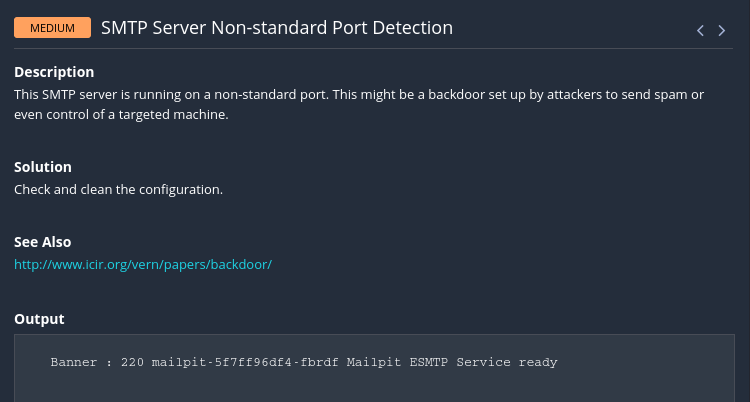 MEDIUM SMTP Server Non-standard Port Detection
Description
This SMTP server is running on a non-standard port. This might be a backdoor set up by attackers to send spam or
even control of a targeted machine.
Solution
Check and clean the configuration.
See Also
http://www.icir.org/vern/papers/backdoor/
Output
Banner : 220 mailpit-5f7ff96df4-fbrdf Mailpit ESMTP Service ready